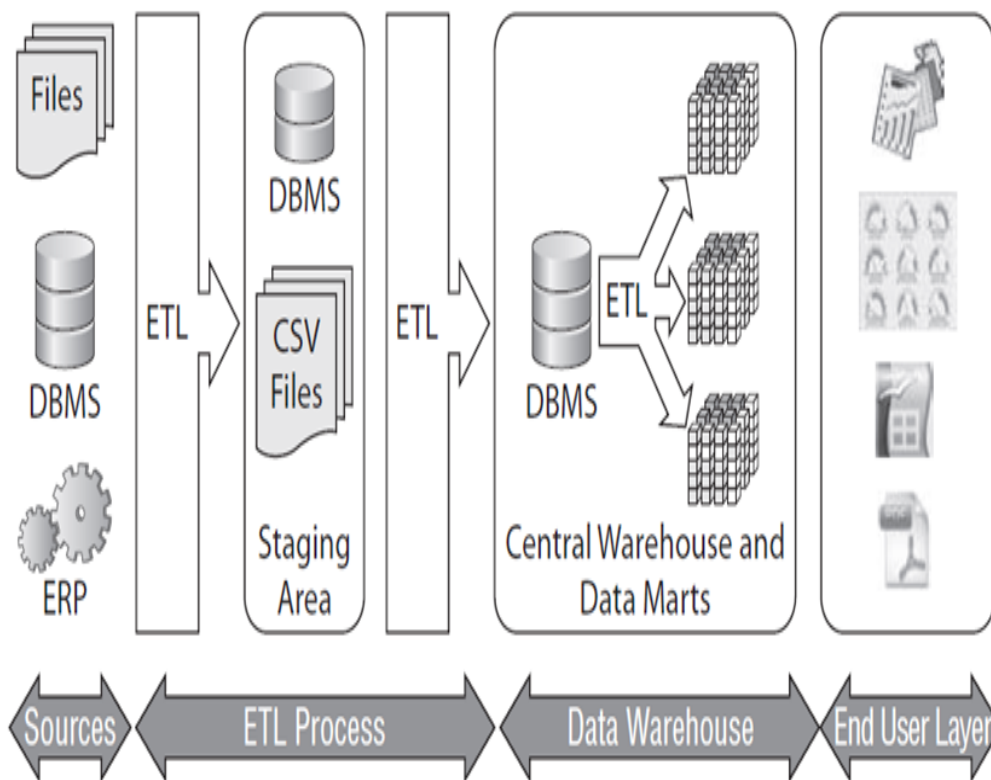 Files
DBMS
ERP
ETL
DBMS
CSV
Files
Staging
Area
ETL
DBMS
ETL
Central Warehouse and
Data Marts
Sources
ETL Process
Data Warehouse
End User Layer